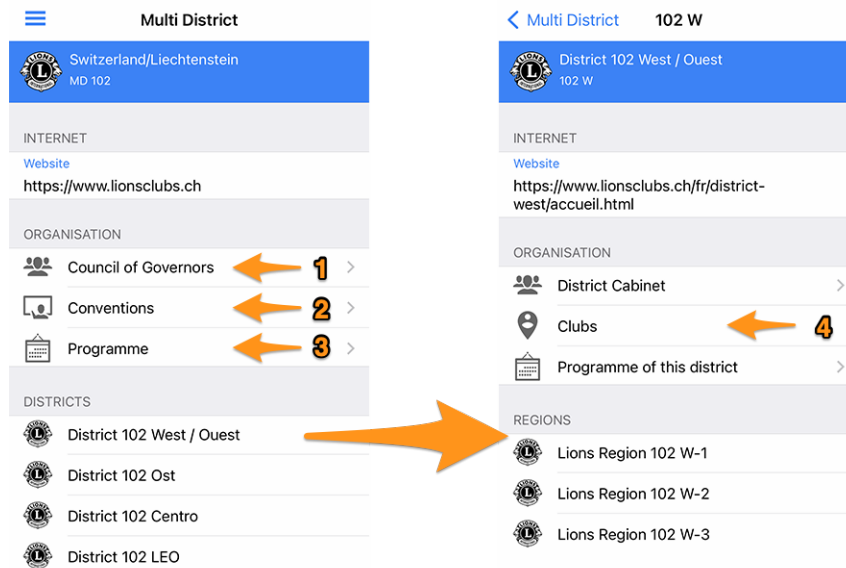 Multi District
Switzerland/Liechtenstein
MD 102
INTERNET
Website
https://www.lionsclubs.ch
ORGANISATION
Council of Governors
1
Conventions
2
Programme
3
DISTRICTS
District 102 West / Ouest
District 102 Ost
District 102 Centro
District 102 LEO
Multi District
102 W
District 102 West / Ouest
102 W
INTERNET
Website
https://www.lionsclubs.ch/fr/district-
west/accueil.html
ORGANISATION
District Cabinet
Clubs
4
Programme of this district
REGIONS
Lions Region 102 W-1
Lions Region 102 W-2
Lions Region 102 W-3